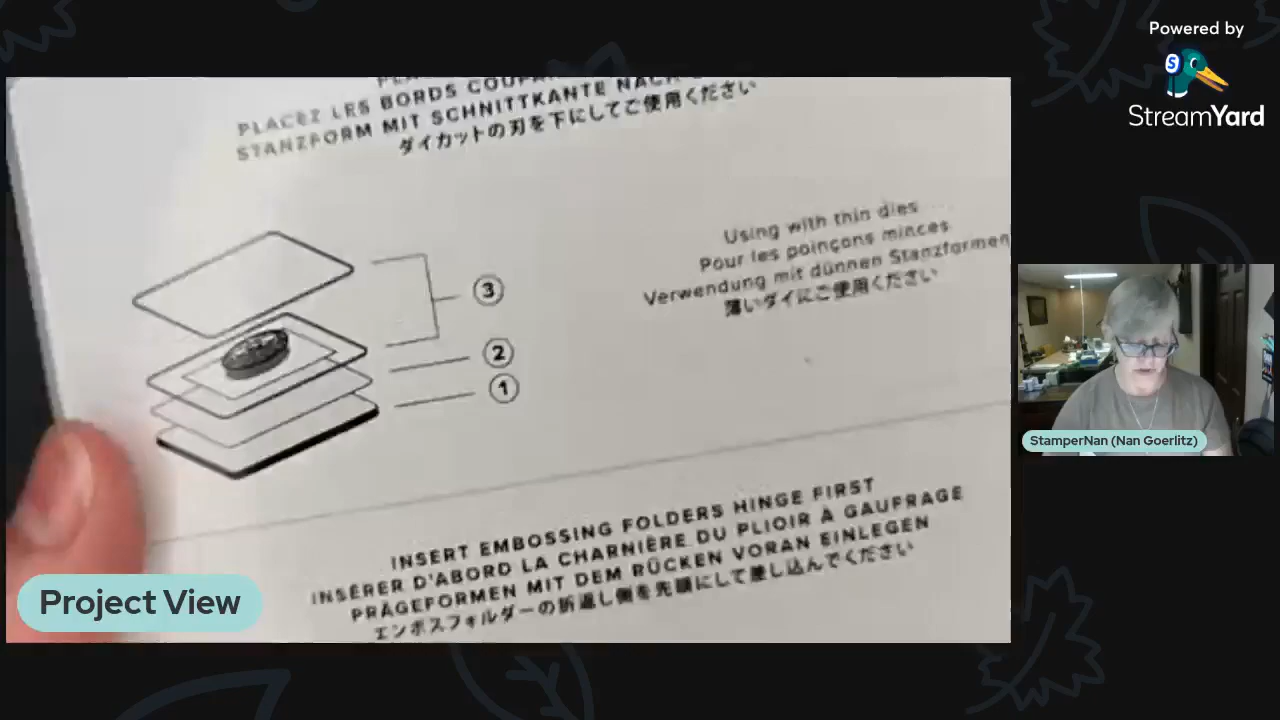 Powered by
StreamYard
PLACEZ LES BORDS
STANZFORM MIT SCHNITTKANTE NACH
ダイカットの刃を下にしてご使用ください
Using with thin dies
Pour les poinçons minces
Verwendung mit dünnen Stanzformen
薄いダイにご使用ください
3
2
1
INSERT EMBOSSING FOLDERS HINGE FIRST
INSÉRER D'ABORD LA CHARNIÈRE DU PLIOIR À GAUFRAGE
PRÄGEFORMEN MIT DEM RÜCKEN VORAN EINLEGEN
エンボスフォルダーの折返し側を先頭にして差し込んでください
Project View
StamperNan (Nan Goerlitz)